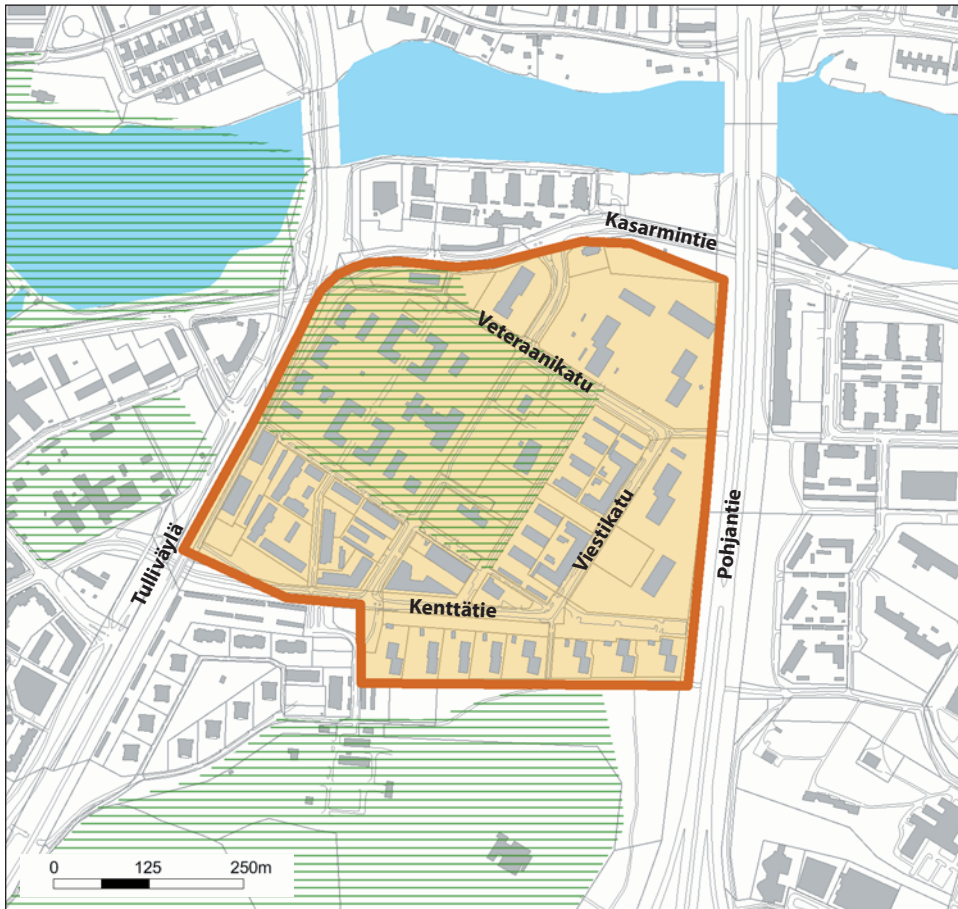 Kasarmintie
Veteraanikatu
Viestikatu
Pohjantie
Tulliväylä
Kenttätie
0 125 250m